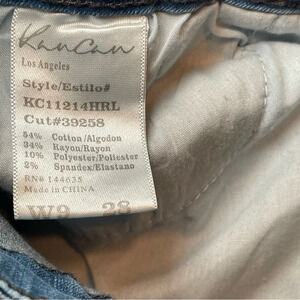 KanCan
Los Angeles
Style/Estilo#
KC11214HRL
Cut#39258
54% Cotton/Algodon
34% Rayon/Rayon
10% Polyester/Poliester
2% Spandex/Elastano
RN# 144635
Made in CHINA
W9 28